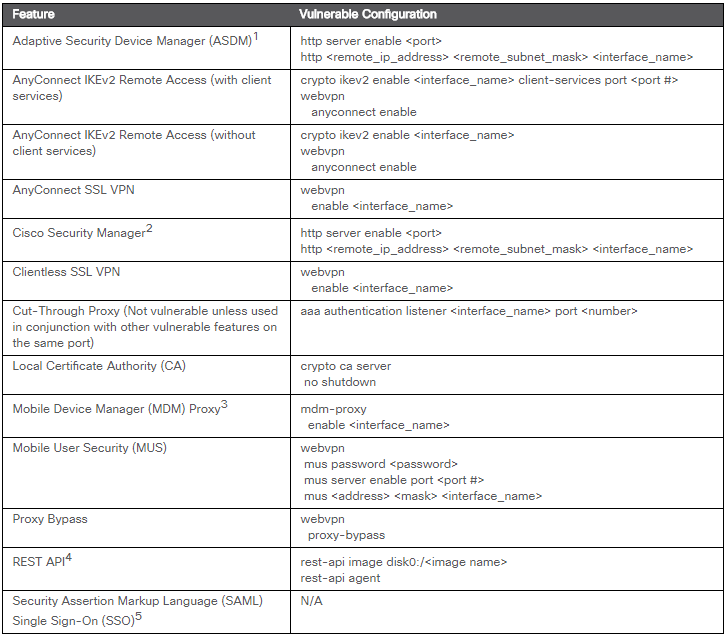 Feature
Vulnerable Configuration
Adaptive Security Device Manager (ASDM)1
http server enable <port>
http <remote_ip_address> <remote_subnet_mask> <interface_name>
AnyConnect IKEv2 Remote Access (with client
services)
crypto ikev2 enable <interface_name> client-services port <port #>
webvpn
anyconnect enable
AnyConnect IKEv2 Remote Access (without
client services)
crypto ikev2 enable <interface_name>
webvpn
anyconnect enable
AnyConnect SSL VPN
webvpn
enable <interface_name>
Cisco Security Manager2
http server enable <port>
http <remote_ip_address> <remote_subnet_mask> <interface_name>
Clientless SSL VPN
webvpn
enable <interface_name>
Cut-Through Proxy (Not vulnerable unless used
in conjunction with other vulnerable features on
the same port)
aaa authentication listener <interface_name> port <number>
Local Certificate Authority (CA)
crypto ca server
no shutdown
Mobile Device Manager (MDM) Proxy3
mdm-proxy
enable <interface_name>
Mobile User Security (MUS)
webvpn
mus password <password>
mus server enable port <port #>
mus <address> <mask> <interface_name>
Proxy Bypass
webvpn
proxy-bypass
REST API4
rest-api image disk0:/<image name>
rest-api agent
Security Assertion Markup Language (SAML)
Single Sign-On (SSO)5
N/A